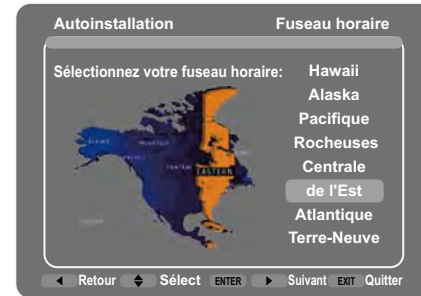 Autoinstallation Fuseau horaire
Sélectionnez votre fuseau horaire:
Hawaii
Alaska
Pacifique
Rocheuses
Centrale
de l'Est
Atlantique
Terre-Neuve
EASTERN
CENTRAL
Retour Sélect ENTER Suivant EXIT Quitter